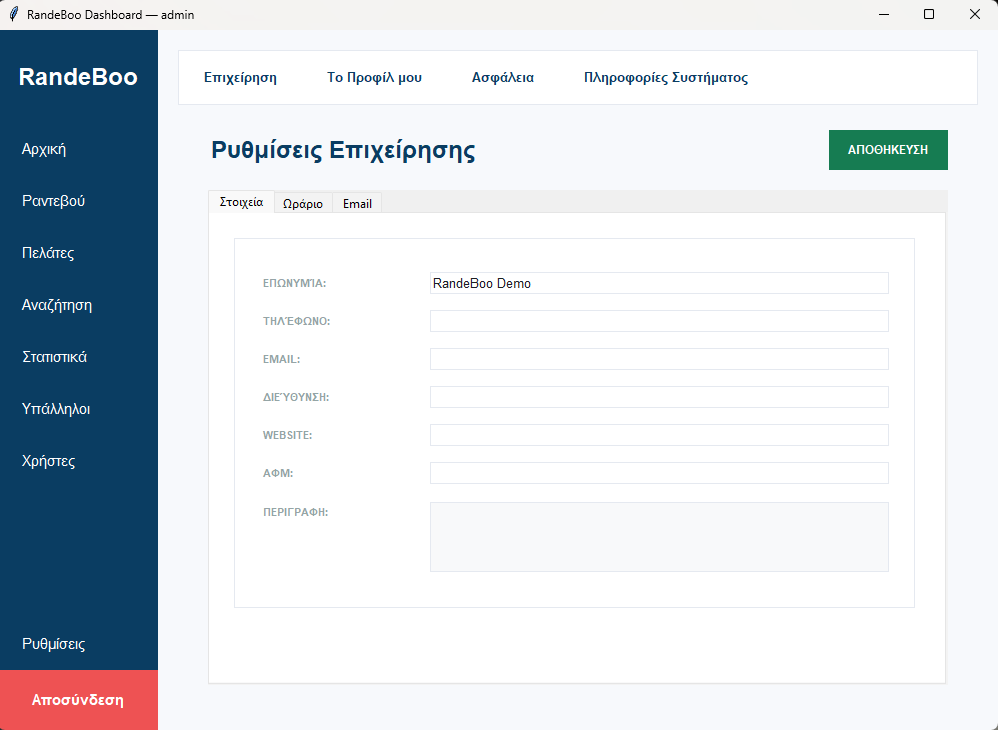 RandeBoo Dashboard — admin
RandeBoo
Αρχική
Ραντεβού
Πελάτες
Αναζήτηση
Στατιστικά
Υπάλληλοι
Χρήστες
Ρυθμίσεις
Αποσύνδεση
Επιχείρηση Το Προφίλ μου Ασφάλεια Πληροφορίες Συστήματος
Ρυθμίσεις Επιχείρησης
ΑΠΟΘΗΚΕΥΣΗ
Στοιχεία Ωράριο Email
ΕΠΩΝΥΜΊΑ: RandeBoo Demo
ΤΗΛΈΦΩΝΟ:
EMAIL:
ΔΙΕΎΘΥΝΣΗ:
WEBSITE:
ΑΦΜ:
ΠΕΡΙΓΡΑΦΗ: